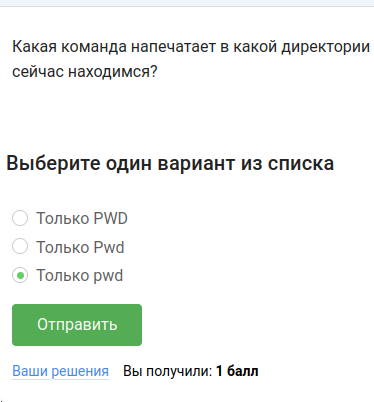 Какая команда напечатает в какой директории
сейчас находимся?
Выберите один вариант из списка
Только PWD
Только Pwd
Только pwd
Отправить
Ваши решения Вы получили: 1 балл